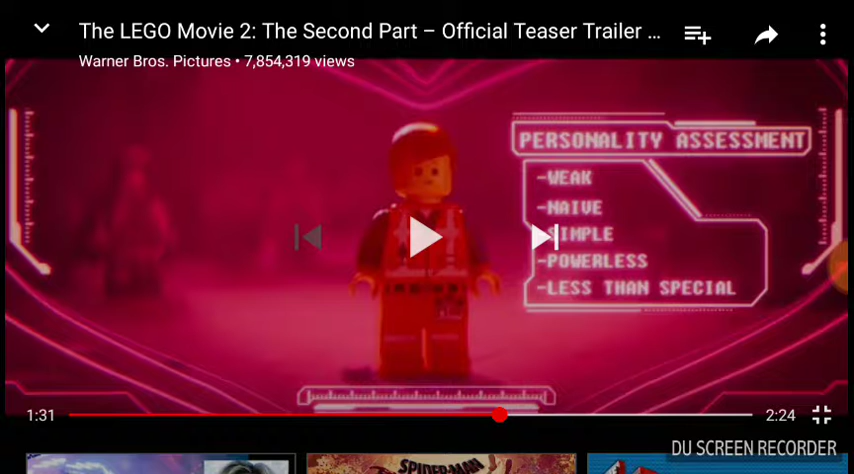 The LEGO Movie 2: The Second Part – Official Teaser Trailer ...
Warner Bros. Pictures • 7,854,319 views
PERSONALITY ASSESSMENT
-WEAK
-NAIVE
SIMPLE
-POWERLESS
-LESS THAN SPECIAL
1:31
2:24
DU SCREEN RECORDER
SPIDER-MAN